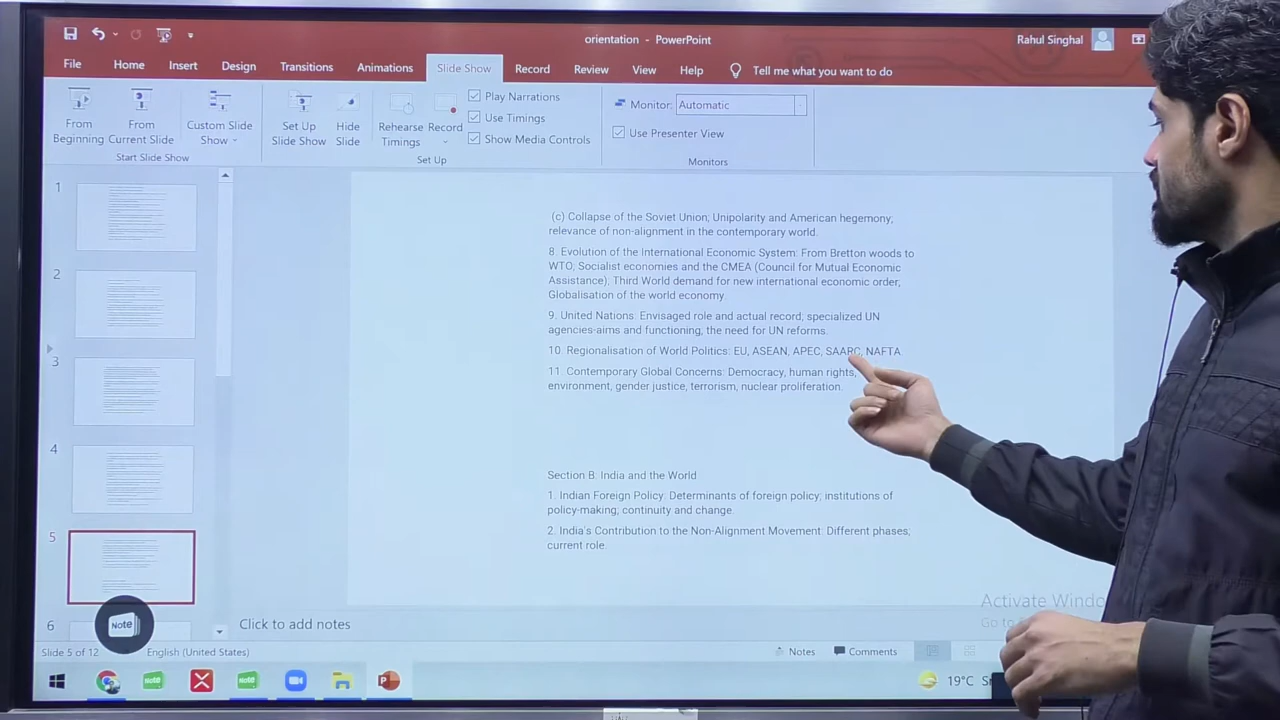 orientation - PowerPoint
Rahul Singhal
File Home Insert Design Transitions Animations Slide Show Record Review View Help Tell me what you want to do
From Beginning
From Current Slide
Custom Slide Show
Start Slide Show
Set Up Slide Show
Hide Slide
Rehearse Timings
Record
Play Narrations
Use Timings
Show Media Controls
Set Up
Monitor: Automatic
Use Presenter View
Monitors
1
2
3
4
5
6
(c) Collapse of the Soviet Union; Unipolarity and American hegemony;
relevance of non-alignment in the contemporary world.
8. Evolution of the International Economic System: From Bretton woods to
WTO; Socialist economies and the CMEA (Council for Mutual Economic
Assistance); Third World demand for new international economic order;
Globalisation of the world economy.
9. United Nations: Envisaged role and actual record; specialized UN
agencies-aims and functioning; the need for UN reforms.
10. Regionalisation of World Politics: EU, ASEAN, APEC, SAARC, NAFTA.
11. Contemporary Global Concerns: Democracy, human rights,
environment, gender justice, terrorism, nuclear proliferation.
Section B: India and the World
1. Indian Foreign Policy: Determinants of foreign policy; institutions of
policy-making; continuity and change.
2. India's Contribution to the Non-Alignment Movement: Different phases;
current role.
Activate Windo
Go to
Note
Click to add notes
Slide 5 of 12 English (United States) Notes Comments
Note
Note
19°C